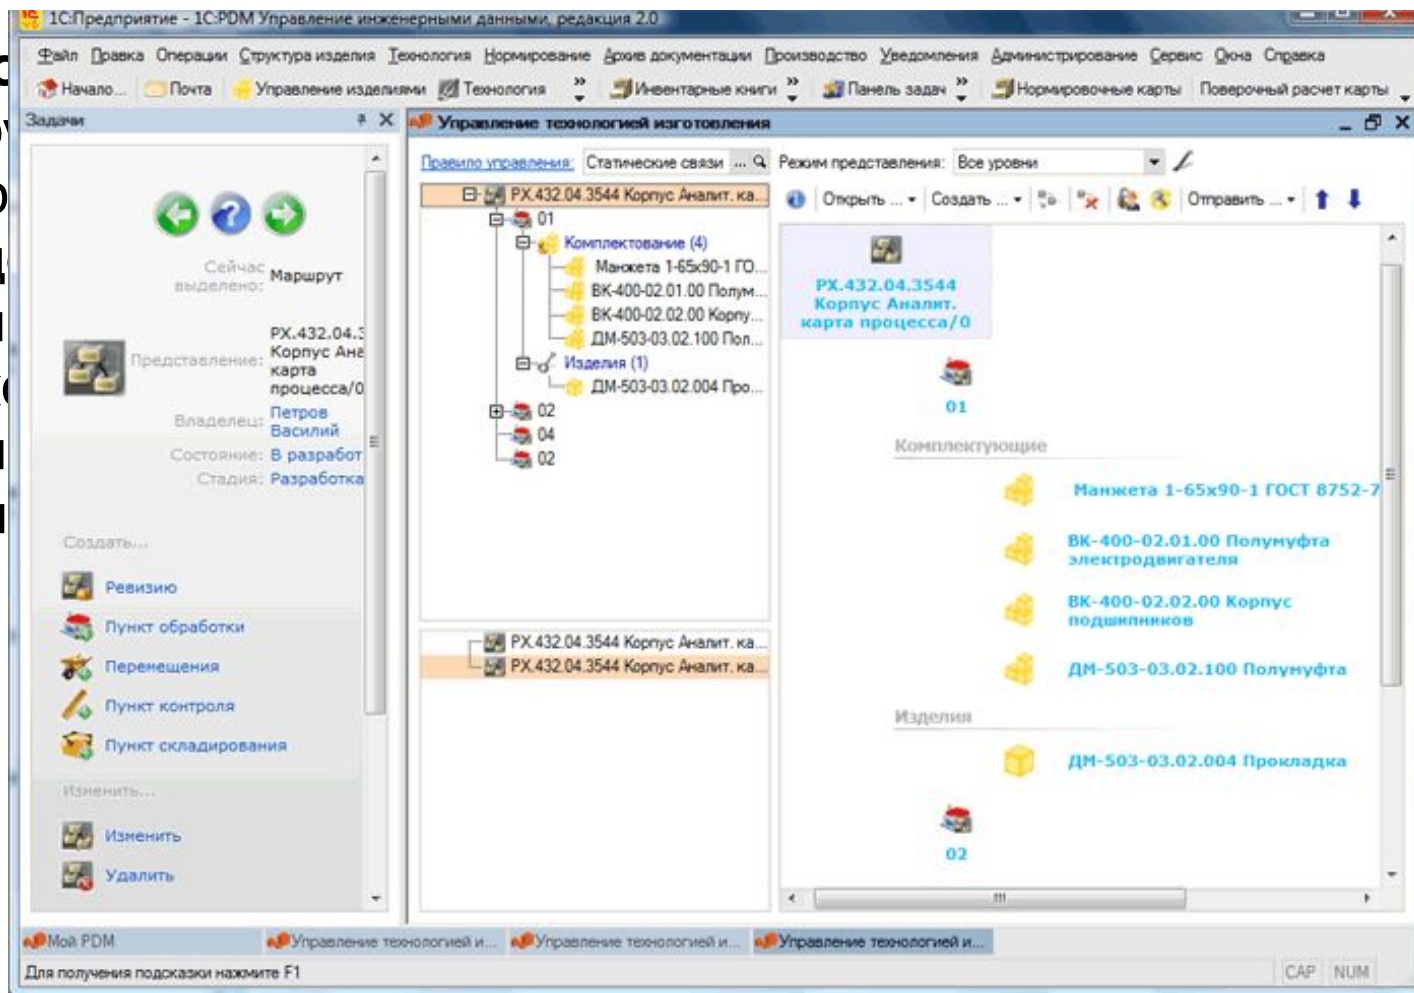 1С:Предприятие - 1С:PDM Управление инженерными данными, редакция 2.0
Файл Правка Операции Структура изделия Технология Нормирование Архив документации Производство Уведомления Администрирование Сервис Окна Справка
Начало... Почта Управление изделиями Технология Инвентарные книги Панель задач Нормировочные карты Поверочный расчет карты
Задачи
Сейчас выделено: Маршрут
Представление:
РХ.432.04.3
Корпус Ана
карта
процесса/0
Владелец: Петров
Василий
Состояние: В разработ
Стадия: Разработка
Создать...
Ревизию
Пункт обработки
Перемещения
Пункт контроля
Пункт складирования
Изменить...
Изменить
Удалить
Управление технологией изготовления
Правило управления: Статические связи ... Режим представления: Все уровни
РХ.432.04.3544 Корпус Аналит. ка...
01
Комплектование (4)
Манжета 1-65х90-1 ГО...
ВК-400-02.01.00 Полум...
ВК-400-02.02.00 Корпу...
ДМ-503-03.02.100 Пол...
Изделия (1)
ДМ-503-03.02.004 Про...
02
04
02
РХ.432.04.3544 Корпус Аналит. ка...
РХ.432.04.3544 Корпус Аналит. ка...
Открыть ... Создать ... Отправить ...
РХ.432.04.3544
Корпус Аналит.
карта процесса/0
01
Комплектующие
Манжета 1-65х90-1 ГОСТ 8752-7
ВК-400-02.01.00 Полумуфта
электродвигателя
ВК-400-02.02.00 Корпус
подшипников
ДМ-503-03.02.100 Полумуфта
Изделия
ДМ-503-03.02.004 Прокладка
02
Мой PDM Управление технологией и... Управление технологией и... Управление технологией и...
Для получения подсказки нажмите F1
CAP NUM